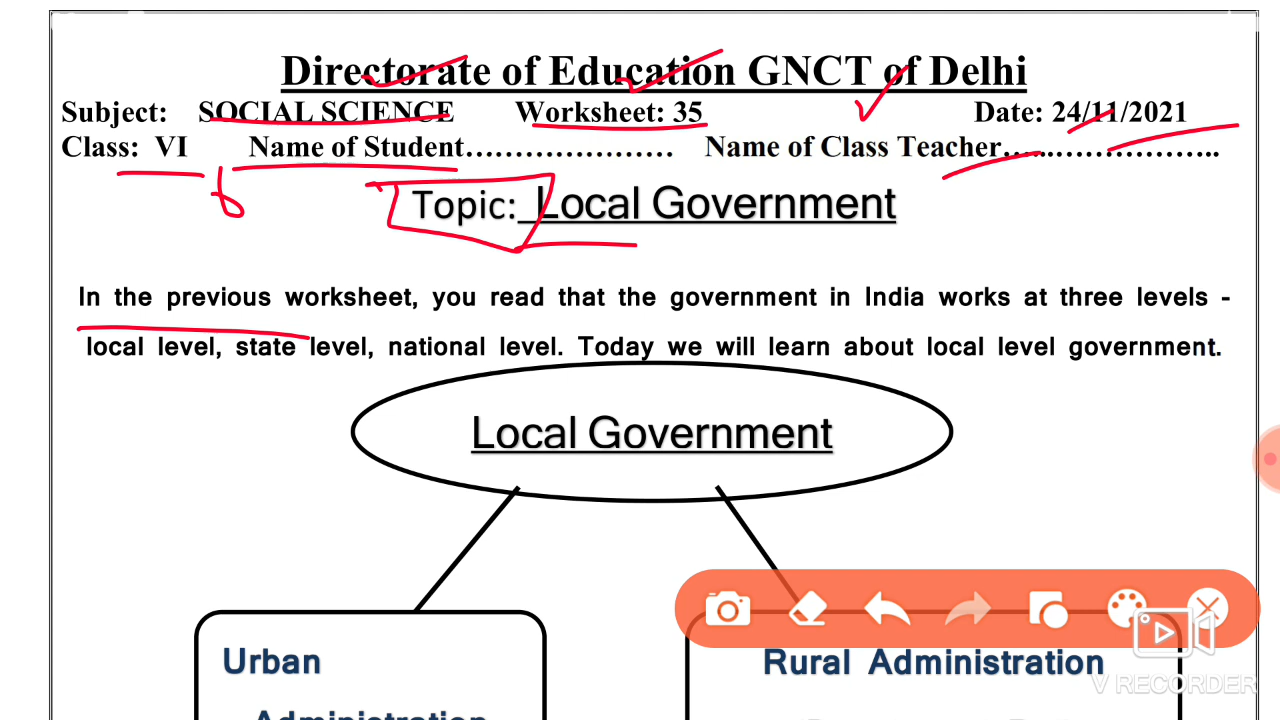 Directorate of Education GNCT of Delhi
Subject: SOCIAL SCIENCE Worksheet: 35 Date: 24/11/2021
Class: VI 6 Name of Student………………… Name of Class Teacher…...……………..
Topic: Local Government
In the previous worksheet, you read that the government in India works at three levels -
local level, state level, national level. Today we will learn about local level government.
Local Government
Urban
Administration
Rural Administration
V RECORDER